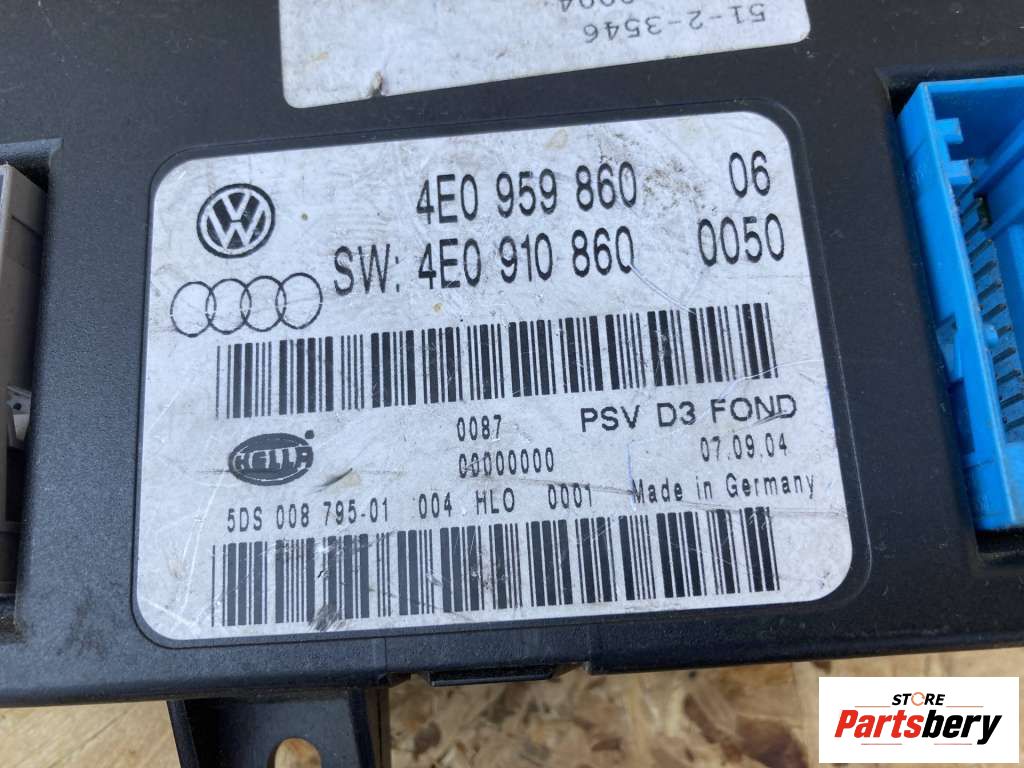 51-2-3546
4E0 959 860 06
SW: 4E0 910 860 0050
0087 PSV D3 FOND
00000000 07.09.04
HELLA
5DS 008 795-01 004 HLO 0001 Made in Germany
STORE
Partsbery